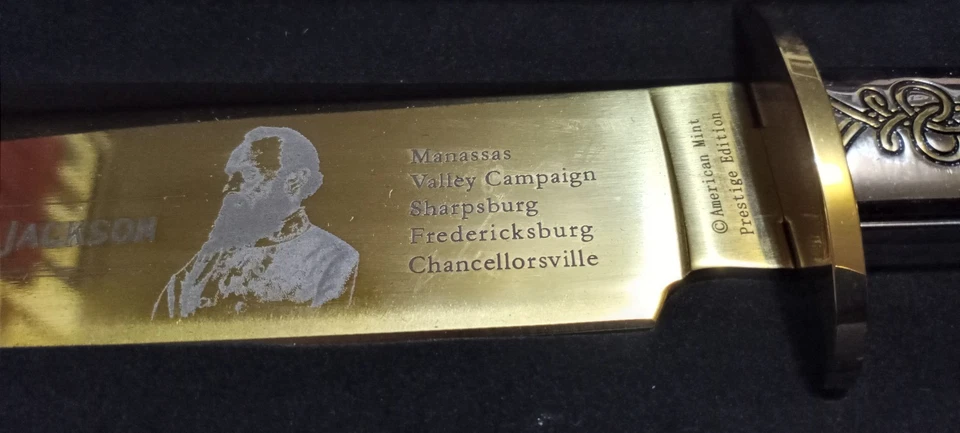 JACKSON
Manassas
Valley Campaign
Sharpsburg
Fredericksburg
Chancellorsville
©American Mint
Prestige Edition